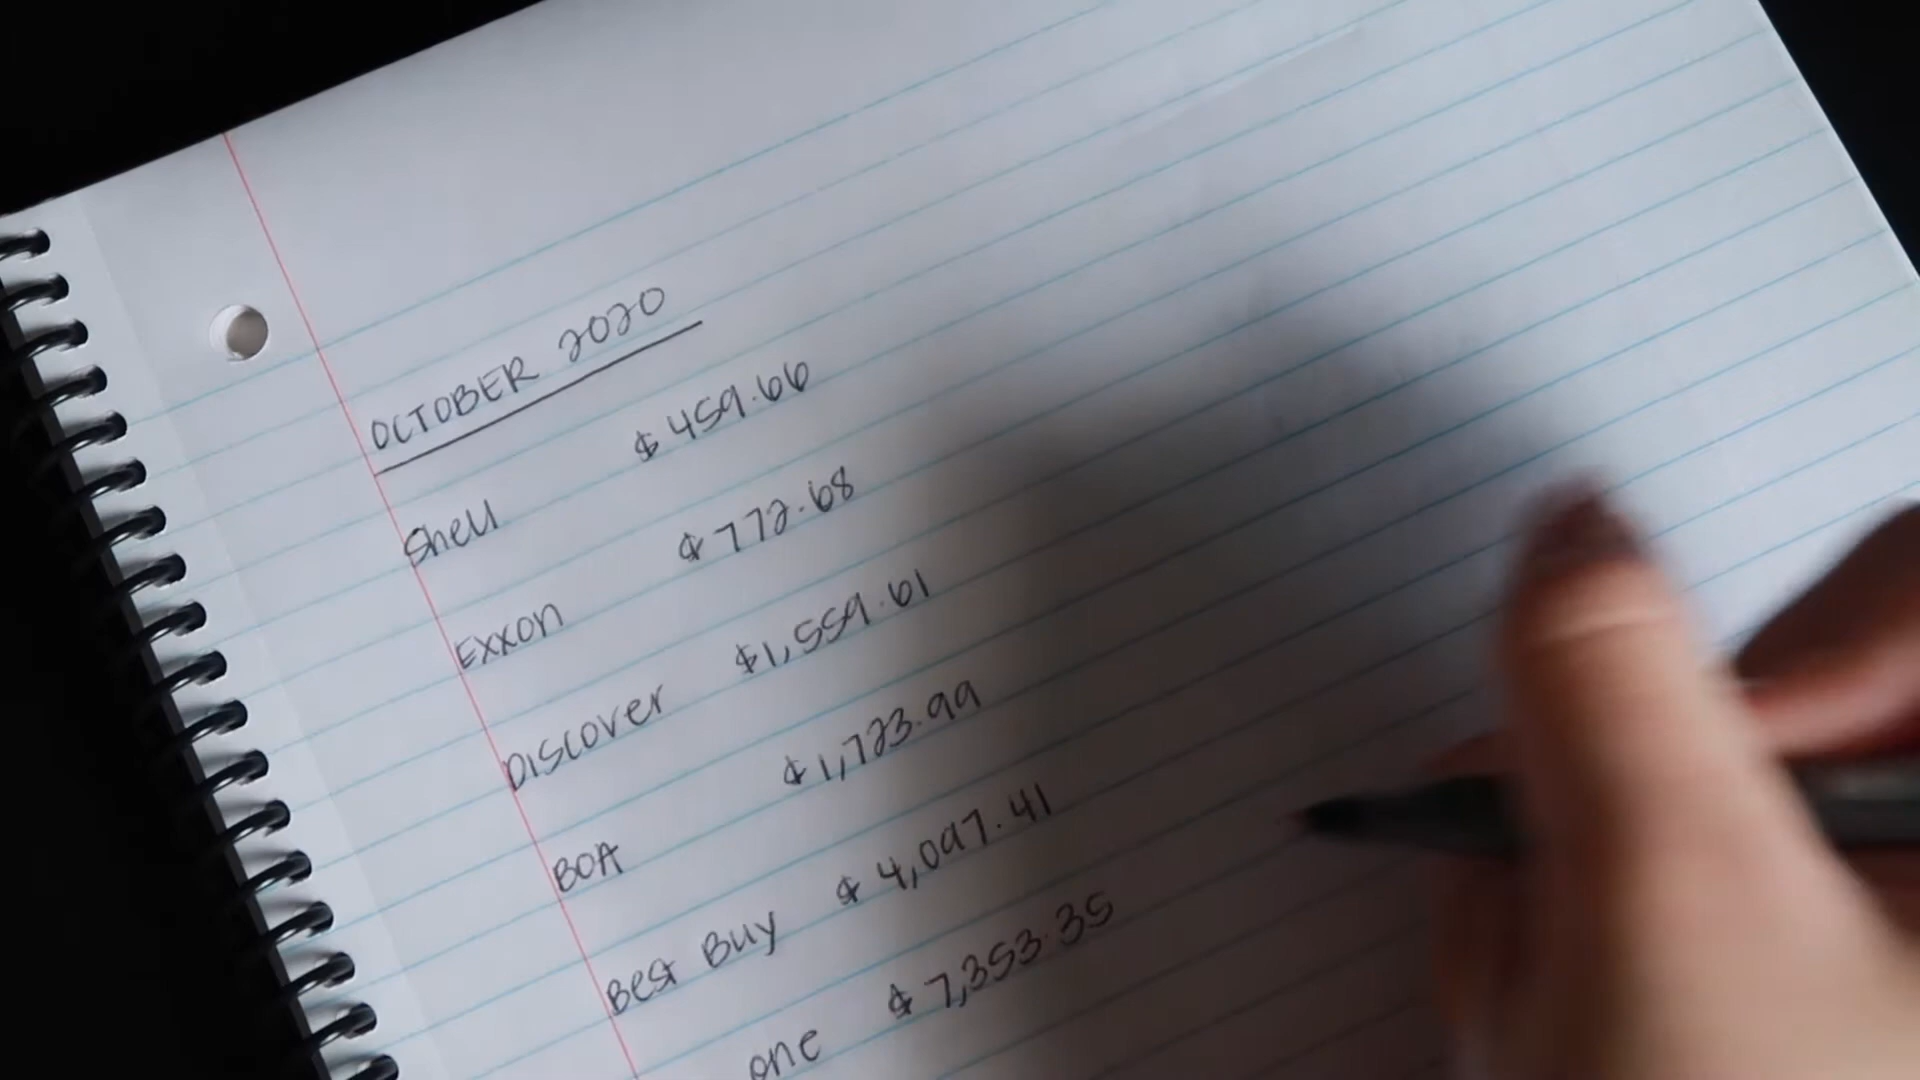 OCTOBER 2020
Shell $459.66
EXXON $772.68
DISCOVER $1,559.61
BOA $1,723.99
Best Buy $4,097.41
one $7,353.35